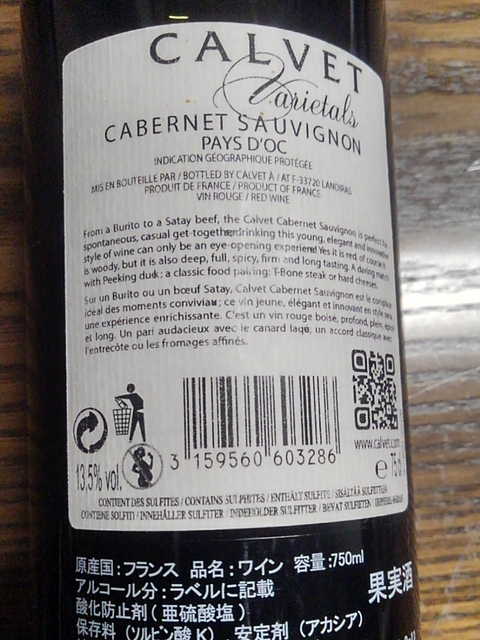 CALVET
Varietals
CABERNET SAUVIGNON
PAYS D'OC
INDICATION GÉOGRAPHIQUE PROTÉGÉE
MIS EN BOUTEILLE PAR / BOTTLED BY CALVET À / AT F-33720 LANDIRAS
PRODUIT DE FRANCE / PRODUCT OF FRANCE
VIN ROUGE / RED WINE
From a Burito to a Satay beef, the Calvet Cabernet Sauvignon is perfect for
spontaneous, casual get-together: drinking this young, elegant and innovative
style of wine can only be an eye-opening experience! Yes it is red, of course it
is woody, but it is also deep, full, spicy, firm and long tasting. A daring match
with Peking duck; a classic food pairing: T-Bone steak or hard cheeses.
Sur un Burito ou un bœuf Satay, Calvet Cabernet Sauvignon est le complice
idéal des moments conviviaux; ce vin jeune, élégant et innovant en style sera
une expérience enrichissante. C'est un vin rouge boisé, profond, plein, épicé
et long. Un pari audacieux avec le canard laqué; un accord classique avec
l'entrecôte ou les fromages affinés.
www.calvet.com
13,5% vol.
3 159560 603286
e 75 cl
CONTIENT DES SULFITES / CONTAINS SULPHITES / ENTHÄLT SULFITE / SISÄLTÄÄ SULFIITTEJA
CONTIENE SOLFITI / INNEHÅLLER SULFITER / INDEHOLDER SULFITTER / BEVAT SULFIETEN /
原産国:フランス 品名:ワイン 容量:750ml
アルコール分:ラベルに記載
果実酒
酸化防止剤(亜硫酸塩)
保存料(ソルビン酸K)、安定剤(アカシア)